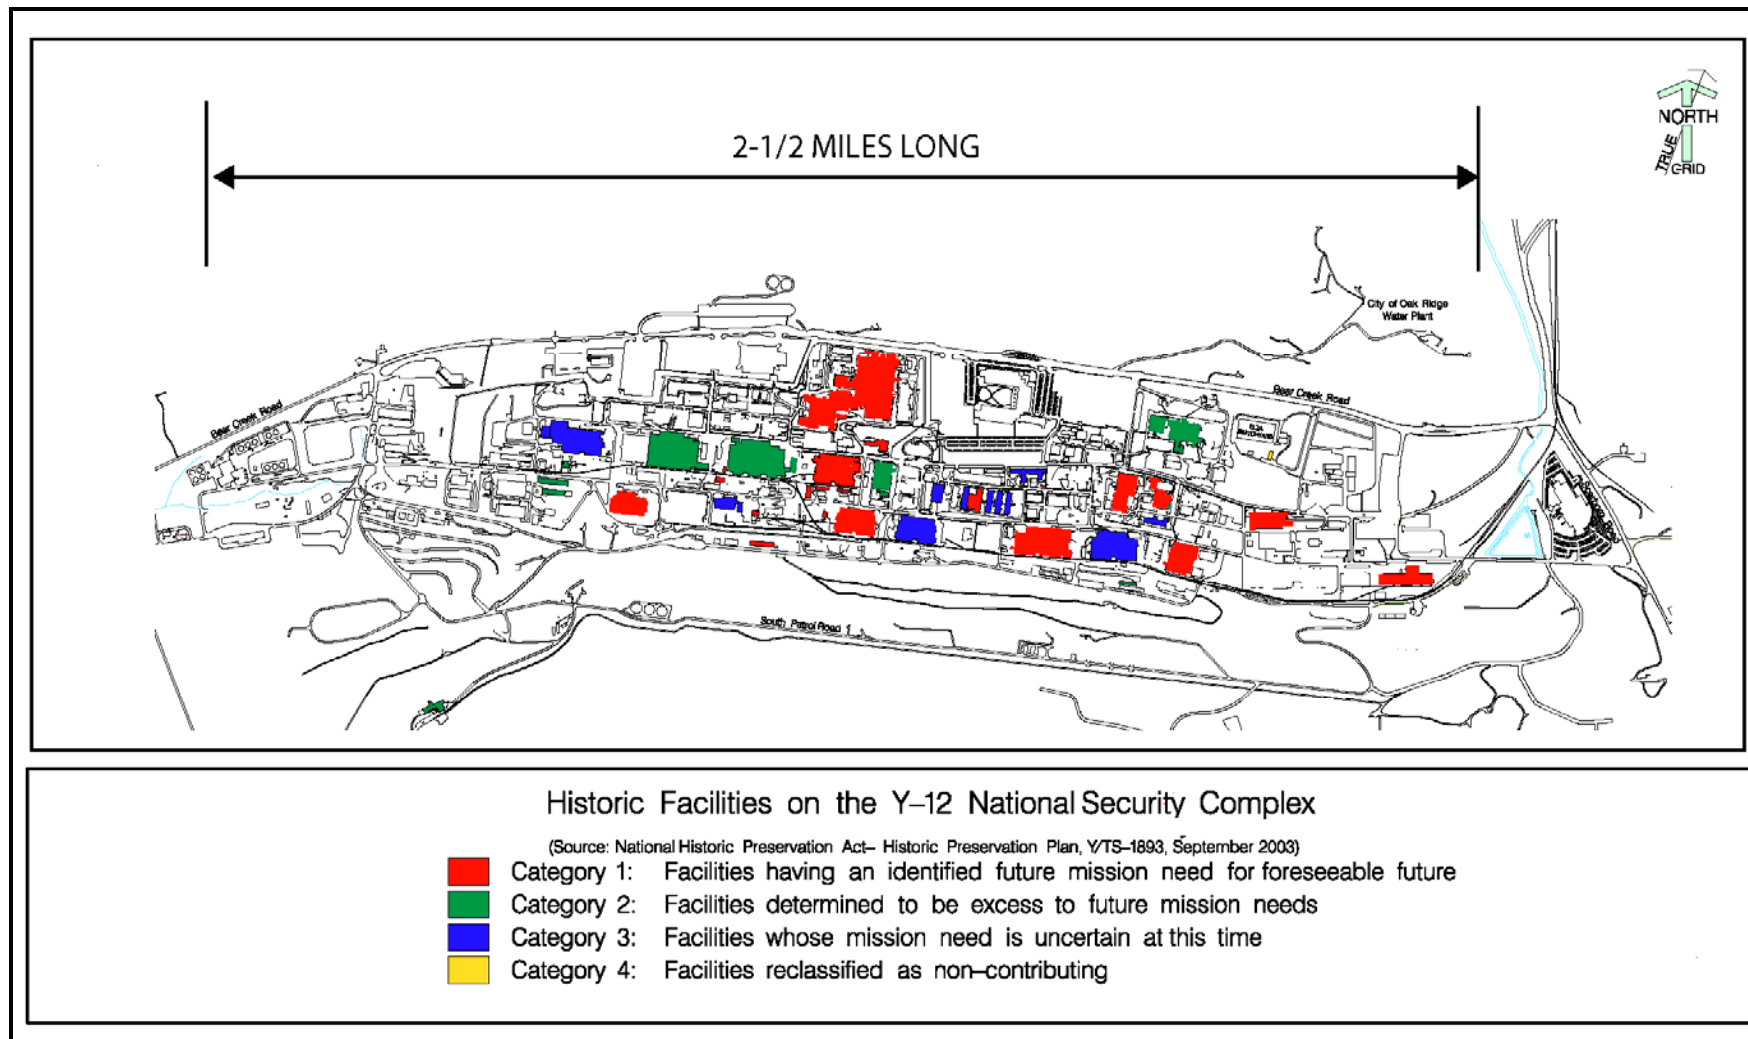 2-1/2 MILES LONG
NORTH
TRUE
GRID
City of Oak Ridge
Water Plant
Bear Creek Road
Bear Creek Road
South Patrol Road 1
Historic Facilities on the Y–12 National Security Complex
(Source: National Historic Preservation Act– Historic Preservation Plan, Y/TS–1893, September 2003)
Category 1: Facilities having an identified future mission need for foreseeable future
Category 2: Facilities determined to be excess to future mission needs
Category 3: Facilities whose mission need is uncertain at this time
Category 4: Facilities reclassified as non–contributing